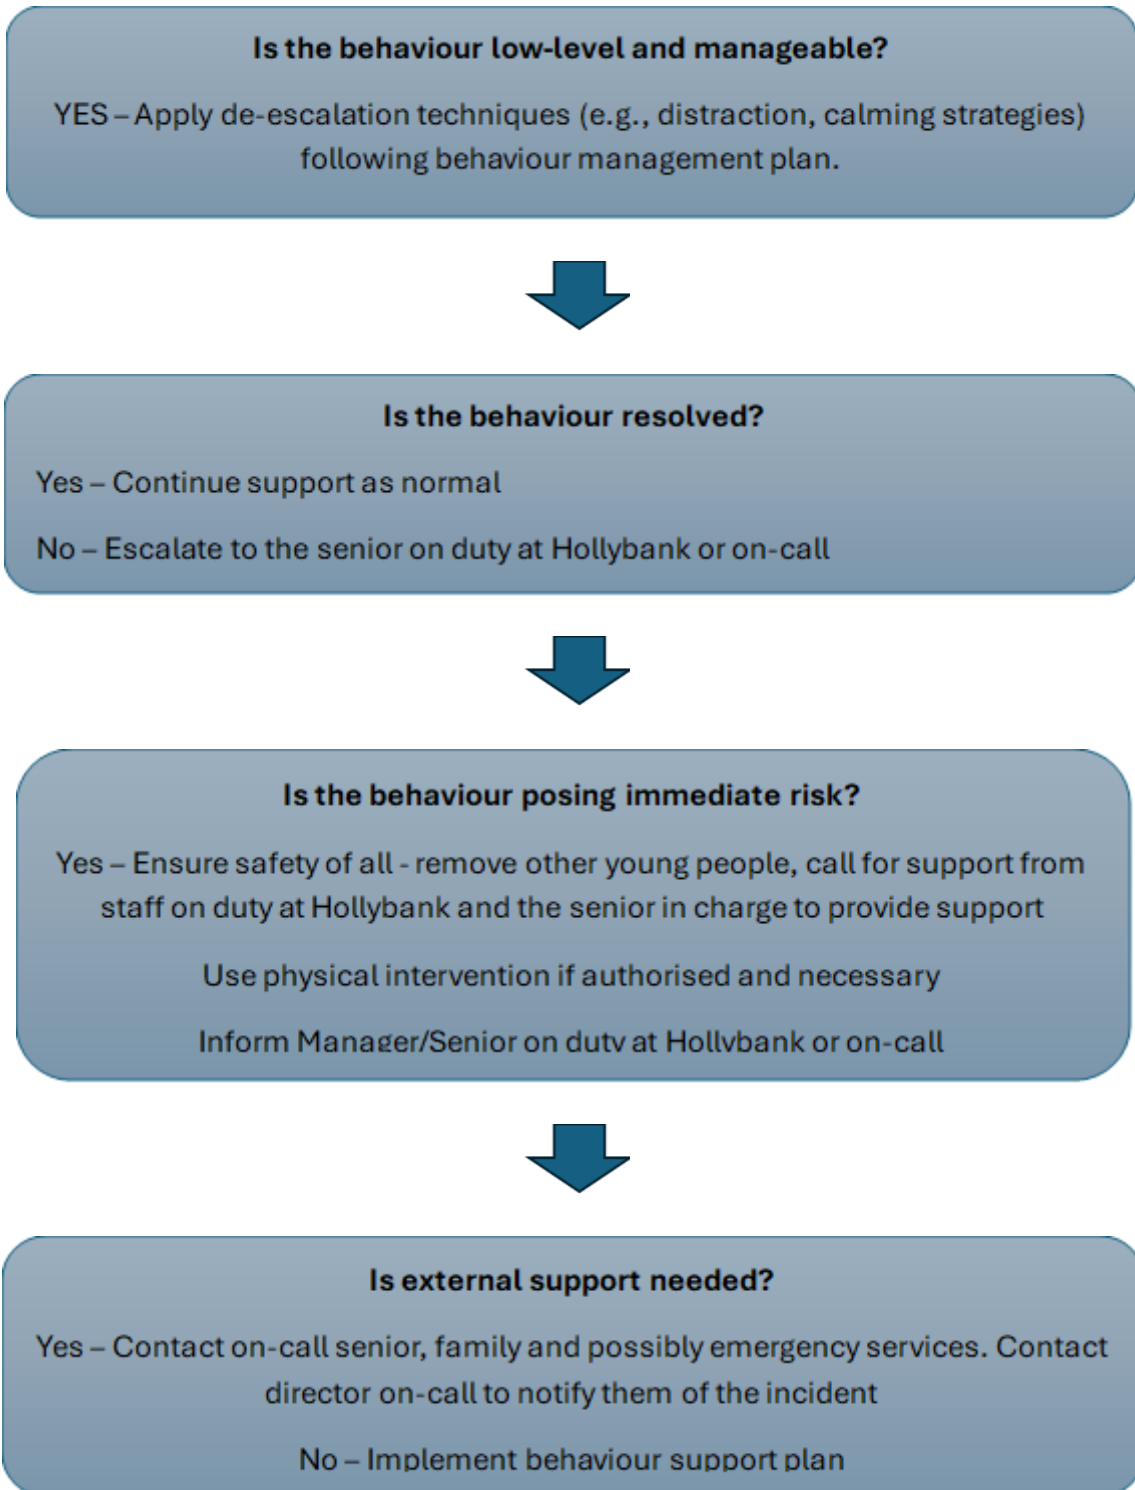 Is the behaviour low-level and manageable?
YES – Apply de-escalation techniques (e.g., distraction, calming strategies)
following behaviour management plan.
Is the behaviour resolved?
Yes – Continue support as normal
No – Escalate to the senior on duty at Hollybank or on-call
Is the behaviour posing immediate risk?
Yes – Ensure safety of all - remove other young people, call for support from
staff on duty at Hollybank and the senior in charge to provide support
Use physical intervention if authorised and necessary
Inform Manager/Senior on duty at Hollybank or on-call
Is external support needed?
Yes – Contact on-call senior, family and possibly emergency services. Contact
director on-call to notify them of the incident
No – Implement behaviour support plan